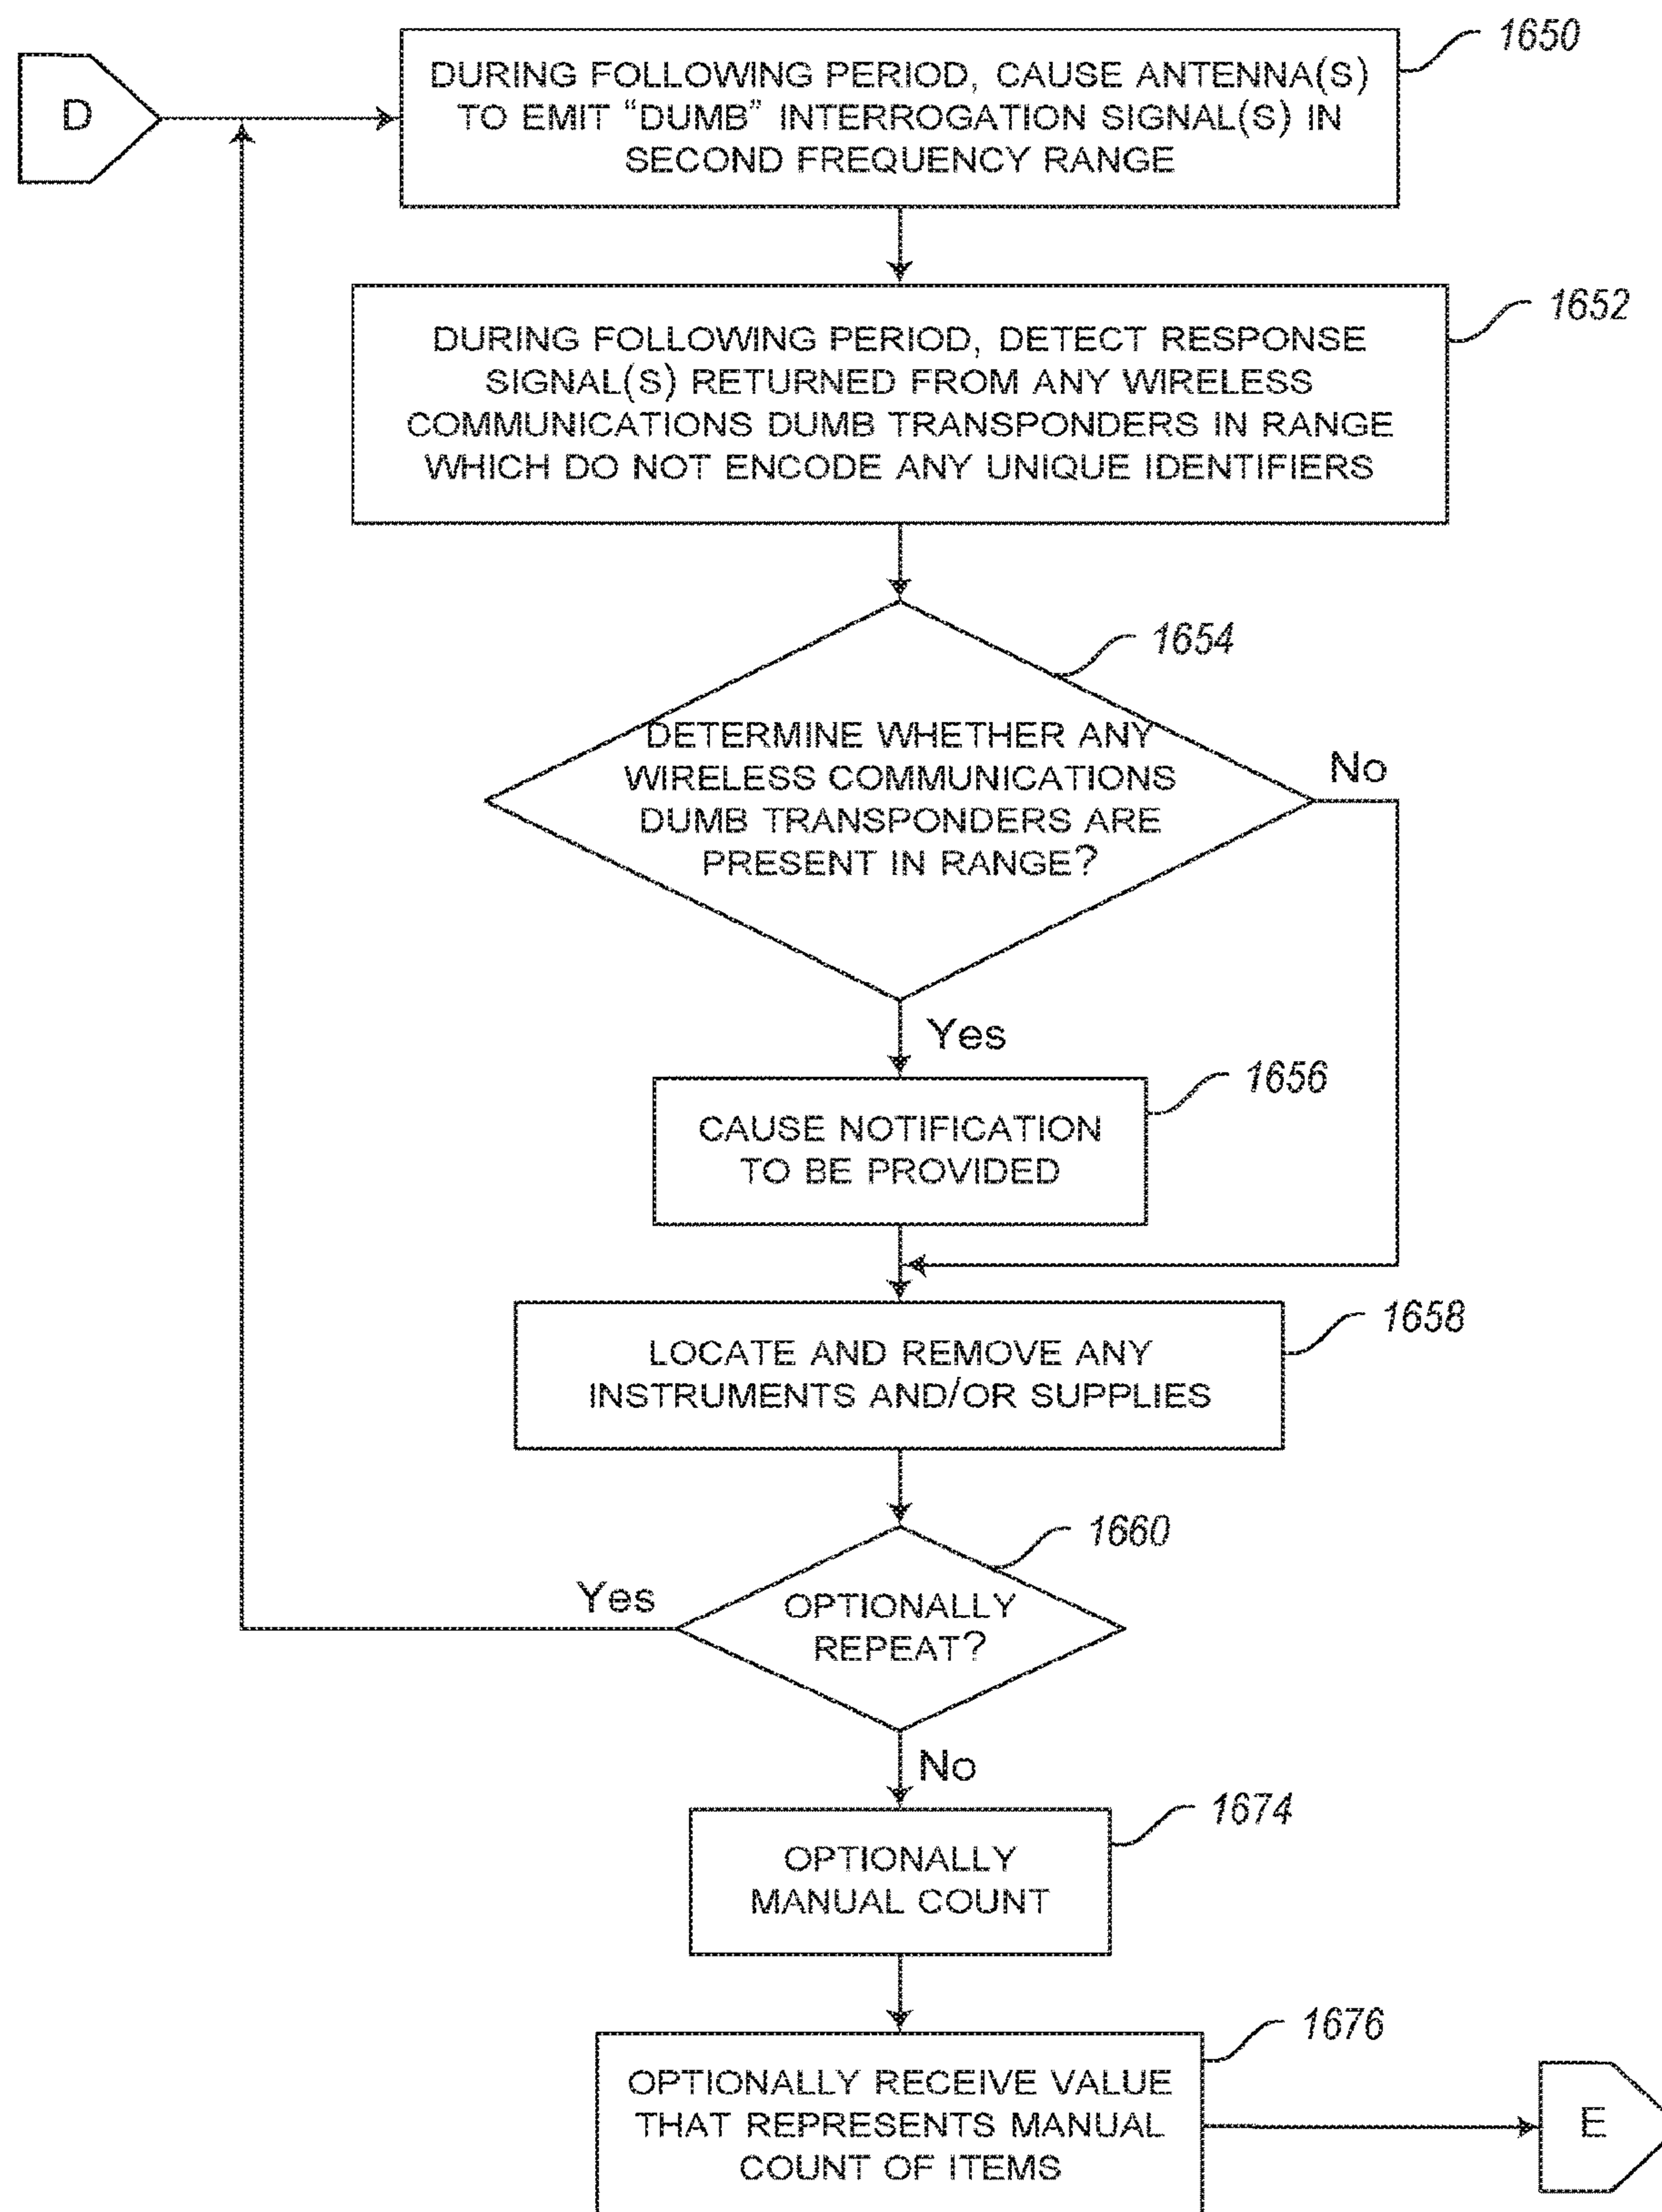 1650
D
DURING FOLLOWING PERIOD, CAUSE ANTENNA(S)
TO EMIT “DUMB” INTERROGATION SIGNAL(S) IN
SECOND FREQUENCY RANGE
1652
DURING FOLLOWING PERIOD, DETECT RESPONSE
SIGNAL(S) RETURNED FROM ANY WIRELESS
COMMUNICATIONS DUMB TRANSPONDERS IN RANGE
WHICH DO NOT ENCODE ANY UNIQUE IDENTIFIERS
1654
DETERMINE WHETHER ANY
WIRELESS COMMUNICATIONS
DUMB TRANSPONDERS ARE
PRESENT IN RANGE?
No
Yes
1656
CAUSE NOTIFICATION
TO BE PROVIDED
1658
LOCATE AND REMOVE ANY
INSTRUMENTS AND/OR SUPPLIES
1660
Yes
OPTIONALLY
REPEAT?
No
1674
OPTIONALLY
MANUAL COUNT
1676
OPTIONALLY RECEIVE VALUE
THAT REPRESENTS MANUAL
COUNT OF ITEMS
E